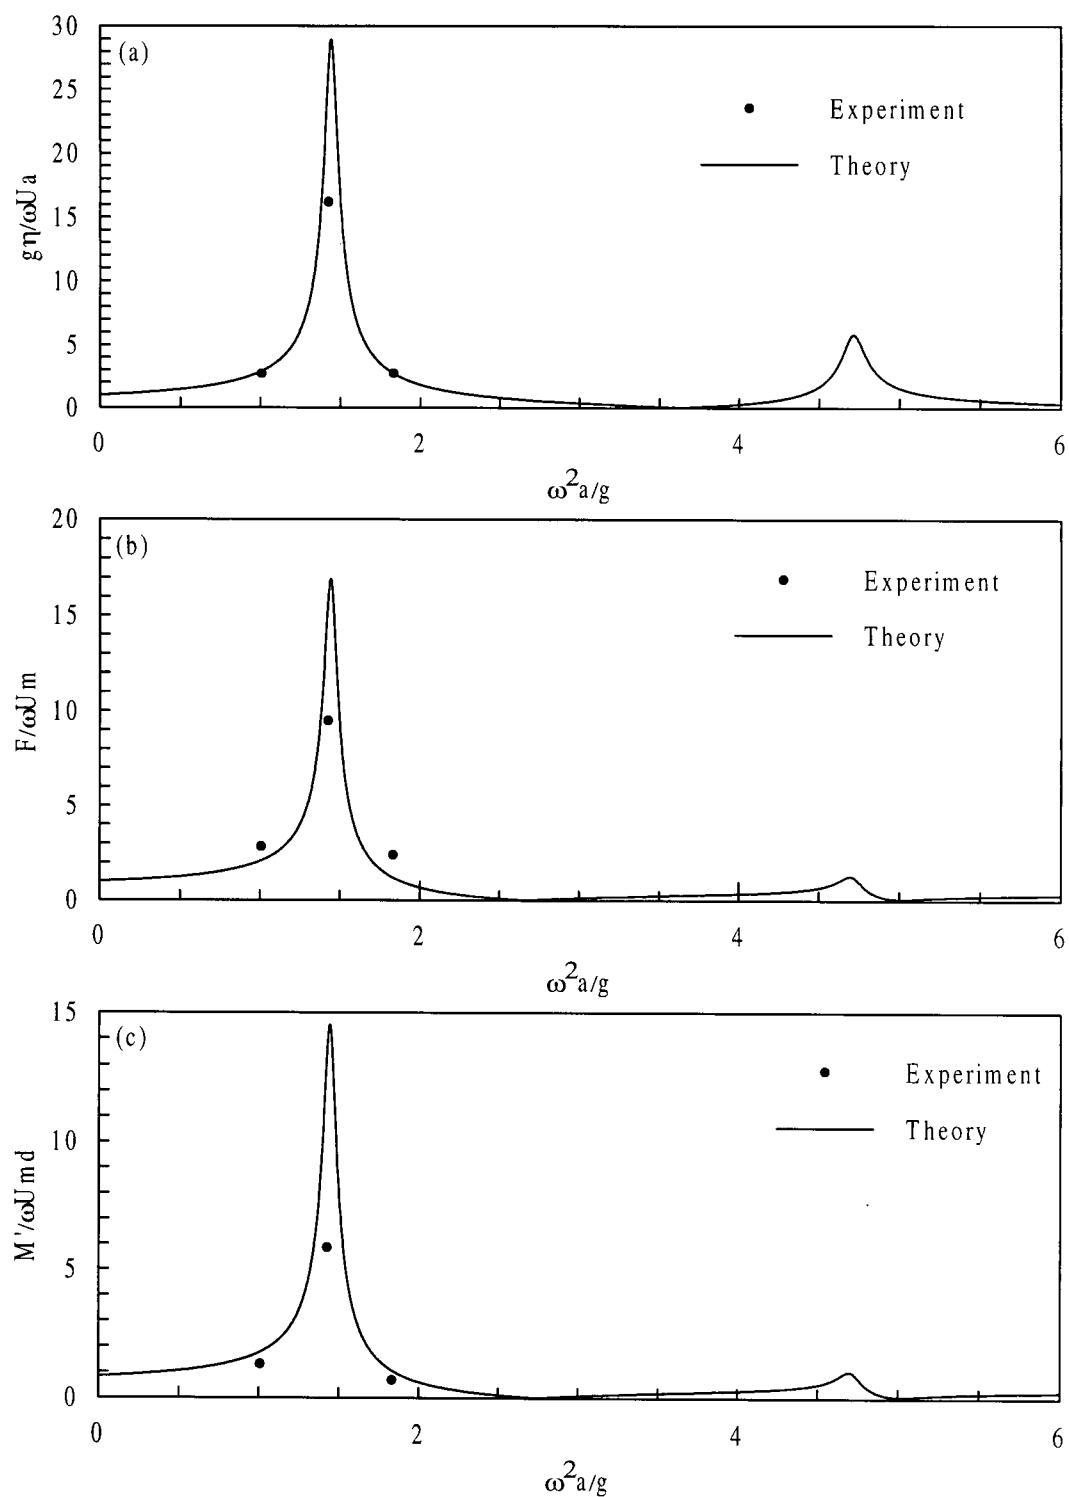 (a)
30
25
20
15
10
5
0
gη/ωUa
Experiment
Theory
0 2 4 6
ω²a/g
(b)
20
15
10
5
0
F/ωUm
Experiment
Theory
0 2 4 6
ω²a/g
(c)
15
10
5
0
M'/ωUmd
Experiment
Theory
0 2 4 6
ω²a/g